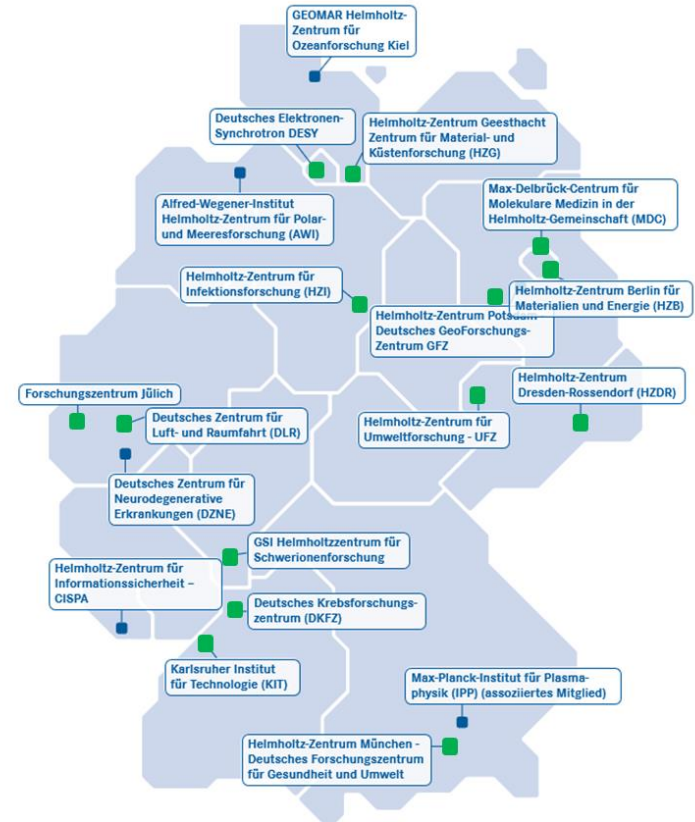 GEOMAR Helmholtz-
Zentrum für
Ozeanforschung Kiel
Deutsches Elektronen-
Synchrotron DESY
Helmholtz-Zentrum Geesthacht
Zentrum für Material- und
Küstenforschung (HZG)
Alfred-Wegener-Institut
Helmholtz-Zentrum für Polar-
und Meeresforschung (AWI)
Max-Delbrück-Centrum für
Molekulare Medizin in der
Helmholtz-Gemeinschaft (MDC)
Helmholtz-Zentrum für
Infektionsforschung (HZI)
Helmholtz-Zentrum Berlin für
Materialien und Energie (HZB)
Helmholtz-Zentrum Potsdam
Deutsches GeoForschungs-
Zentrum GFZ
Forschungszentrum Jülich
Deutsches Zentrum für
Luft- und Raumfahrt (DLR)
Helmholtz-Zentrum
Dresden-Rossendorf (HZDR)
Helmholtz-Zentrum für
Umweltforschung - UFZ
Deutsches Zentrum für
Neurodegenerative
Erkrankungen (DZNE)
GSI Helmholtzzentrum für
Schwerionenforschung
Helmholtz-Zentrum für
Informationssicherheit –
CISPA
Deutsches Krebsforschungs-
zentrum (DKFZ)
Karlsruher Institut
für Technologie (KIT)
Max-Planck-Institut für Plasma-
physik (IPP) (assoziiertes Mitglied)
Helmholtz-Zentrum München -
Deutsches Forschungszentrum
für Gesundheit und Umwelt